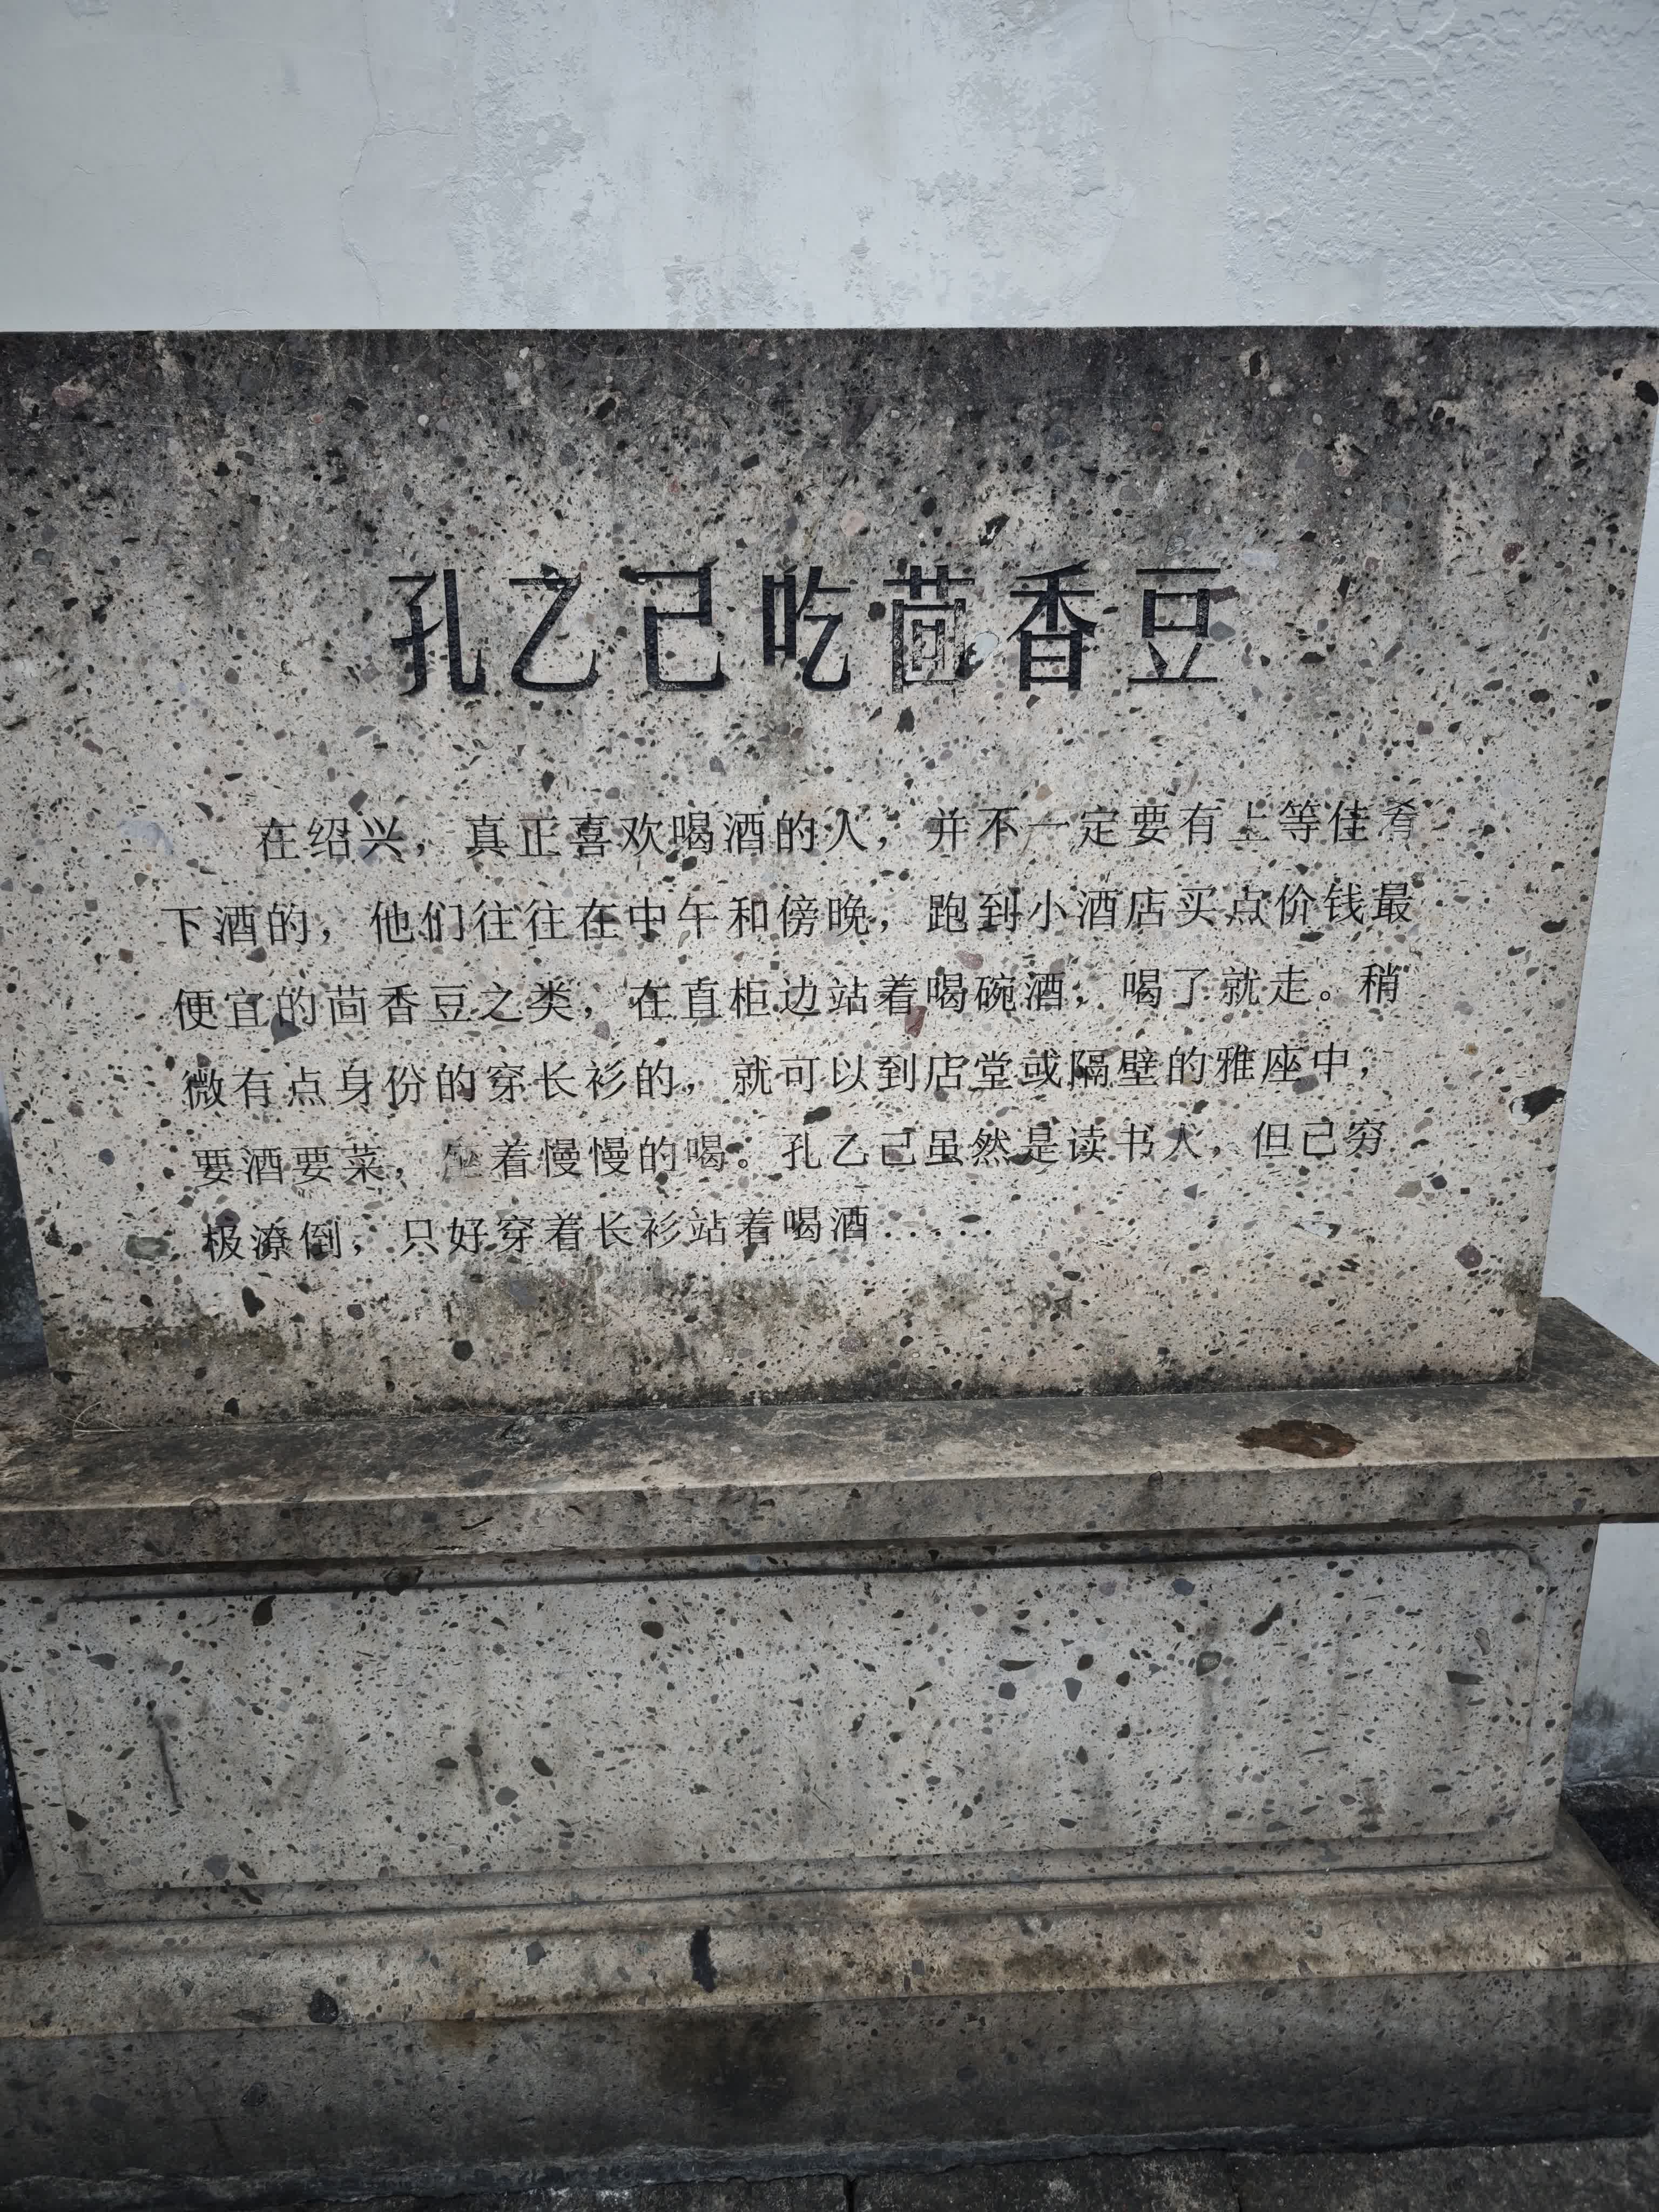 孔乙己吃茴香豆
在绍兴，真正喜欢喝酒的人，并不一定要有上等佳肴
下酒的，他们往往在中午和傍晚，跑到小酒店买点价钱最
便宜的茴香豆之类，在直柜边站着喝碗酒，喝了就走。稍
微有点身份的穿长衫的，就可以到店堂或隔壁的雅座中，
要酒要菜，坐着慢慢的喝。孔乙己虽然是读书人，但已穷
极潦倒，只好穿着长衫站着喝酒……